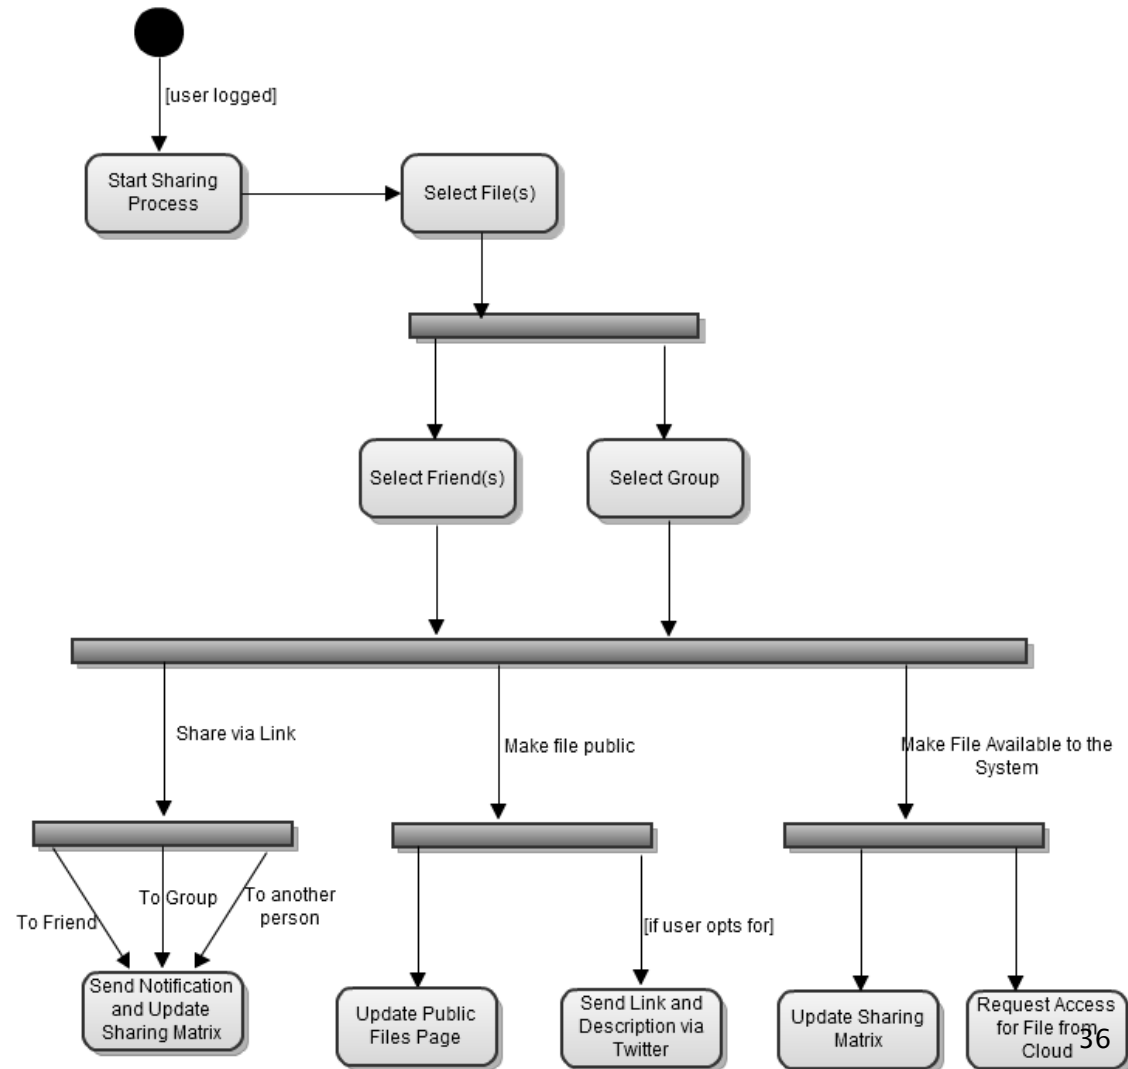 [user logged]
Start Sharing
Process
Select File(s)
Select Friend(s)
Select Group
Share via Link
Make file public
Make File Available to the
System
To Friend
To Group
To another
person
[if user opts for]
Send Notification
and Update
Sharing Matrix
Update Public
Files Page
Send Link and
Description via
Twitter
Update Sharing
Matrix
Request Access
for File from
Cloud
36